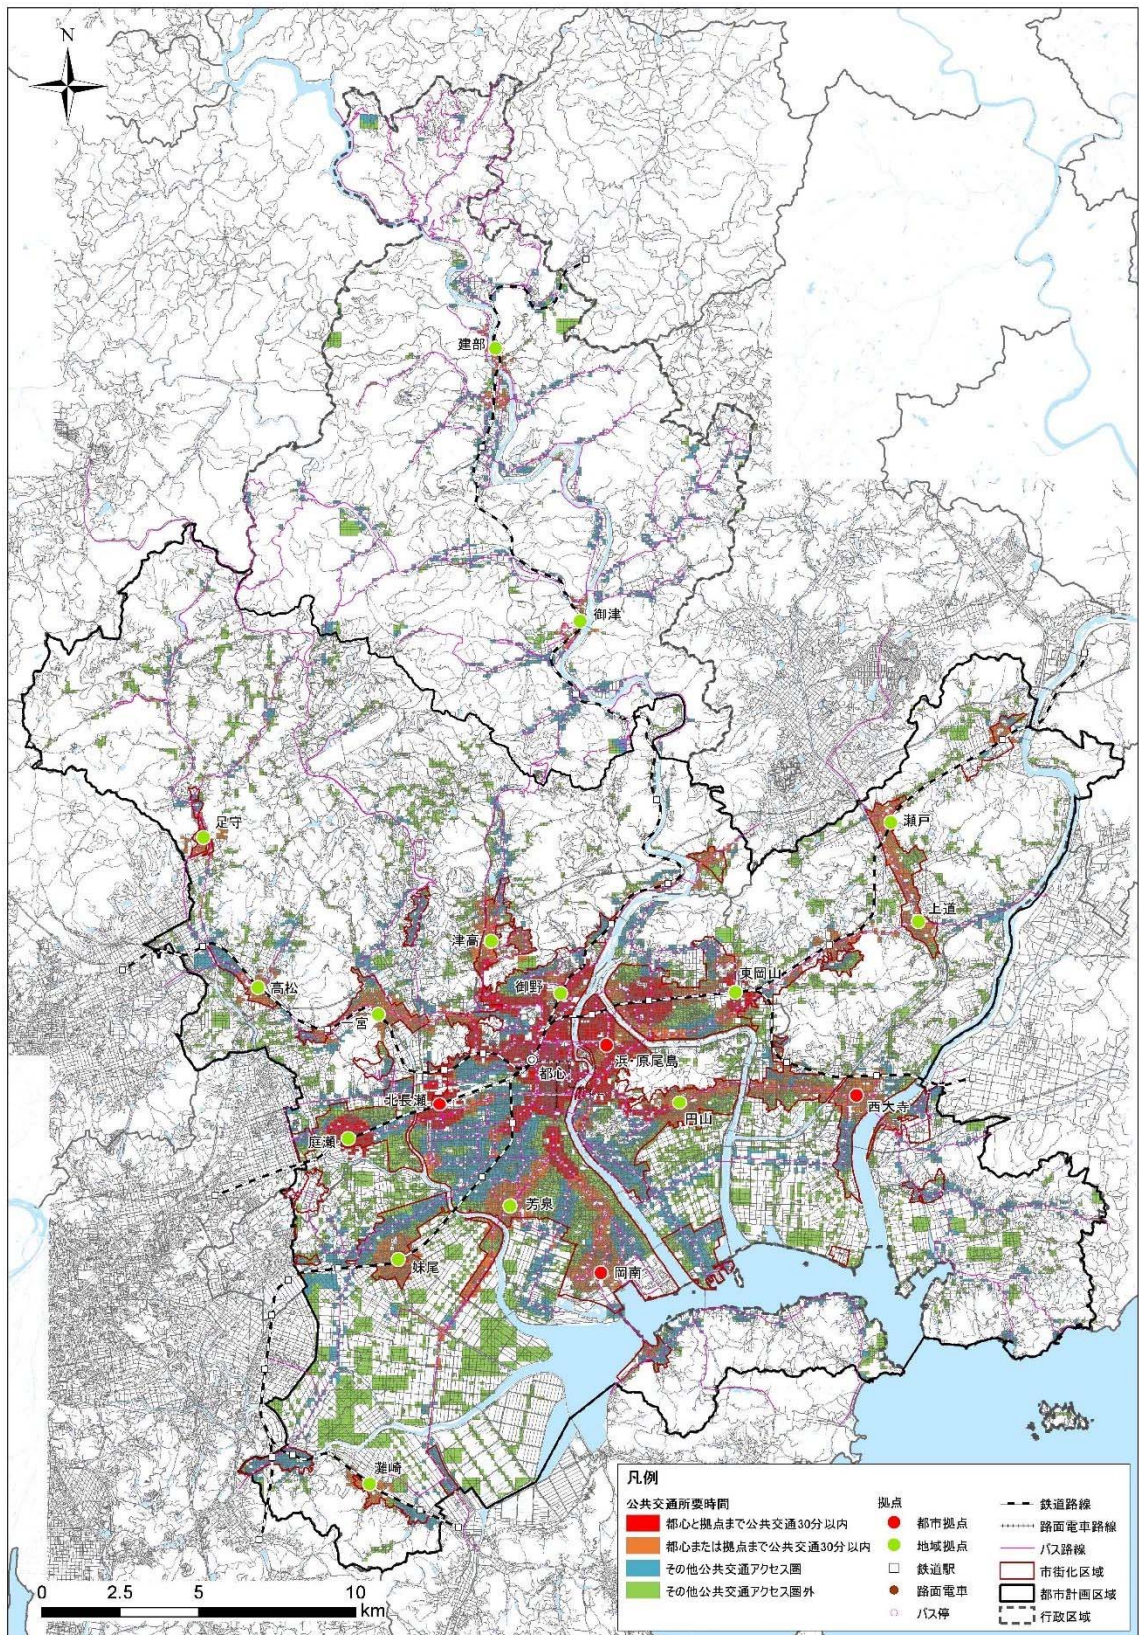 N
建部
御津
足守
瀬戸
上道
津高
御野
東岡山
高松
一宮
浜・原尾島
都心
北長瀬
円山
西大寺
庭瀬
芳泉
妹尾
岡南
灘崎
凡例
公共交通所要時間
都心と拠点まで公共交通30分以内
都心または拠点まで公共交通30分以内
その他公共交通アクセス圏
その他公共交通アクセス圏外
拠点
都市拠点
地域拠点
鉄道駅
路面電車
バス停
鉄道路線
路面電車路線
バス路線
市街化区域
都市計画区域
行政区域
0 2.5 5 10
km